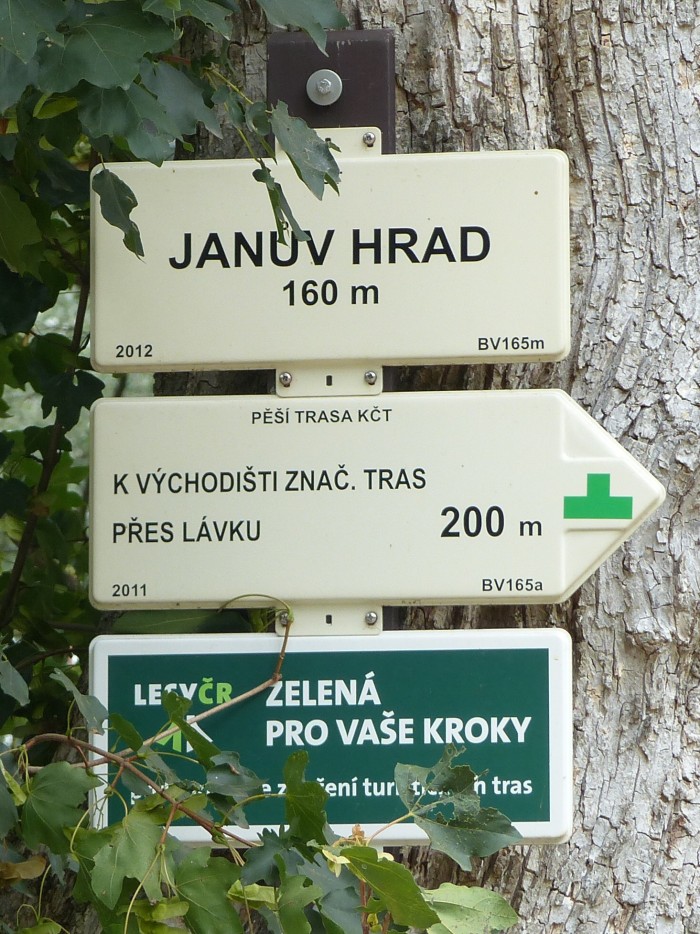 JANŮV HRAD
160 m
2012 BV165m
PĚŠÍ TRASA KČT
K VÝCHODIŠTI ZNAČ. TRAS
PŘES LÁVKU 200 m
2011 BV165a
LESY ČR ZELENÁ
PRO VAŠE KROKY
tras